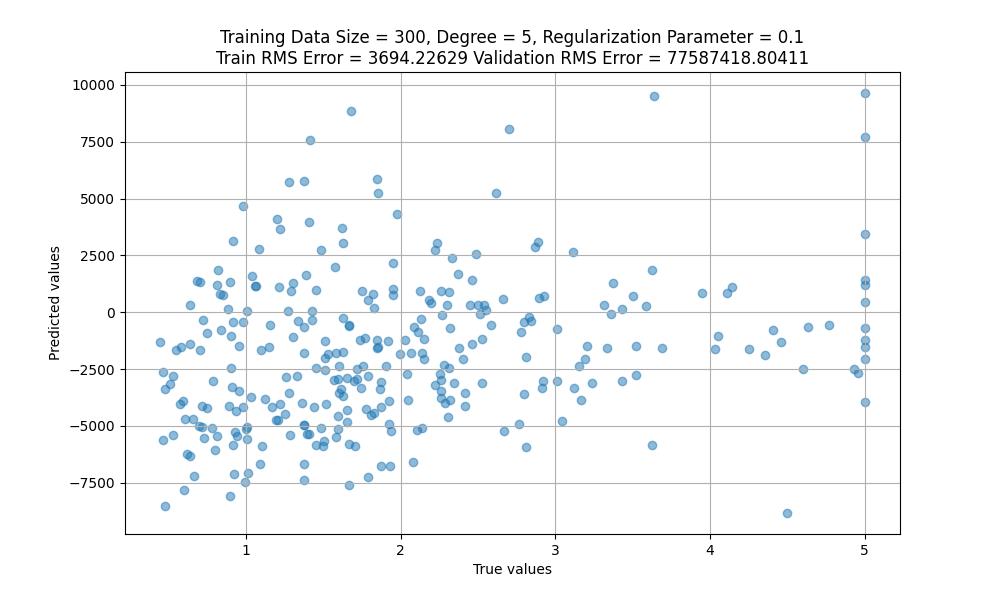 Training Data Size = 300, Degree = 5, Regularization Parameter = 0.1
Train RMS Error = 3694.22629 Validation RMS Error = 77587418.80411
10000
7500
5000
2500
0
−2500
−5000
−7500
Predicted values
1 2 3 4 5
True values